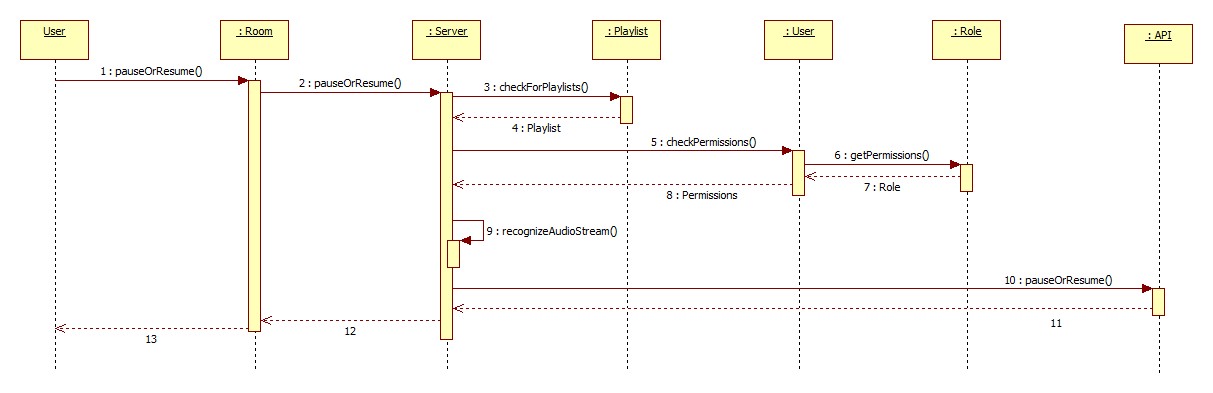 User
: Room
: Server
: Playlist
: User
: Role
: API
1 : pauseOrResume()
2 : pauseOrResume()
3 : checkForPlaylists()
4 : Playlist
5 : checkPermissions()
6 : getPermissions()
7 : Role
8 : Permissions
9 : recognizeAudioStream()
10 : pauseOrResume()
11
12
13